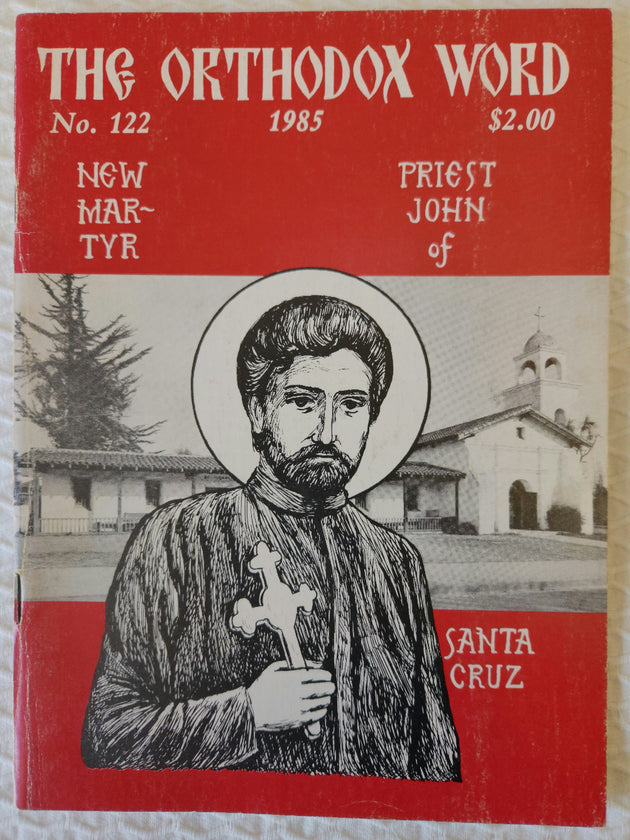 THE ORTHODOX WORD
No. 122 1985 $2.00
NEW
MAR~
TYR
PRIEST
JOHN
of
SANTA
CRUZ